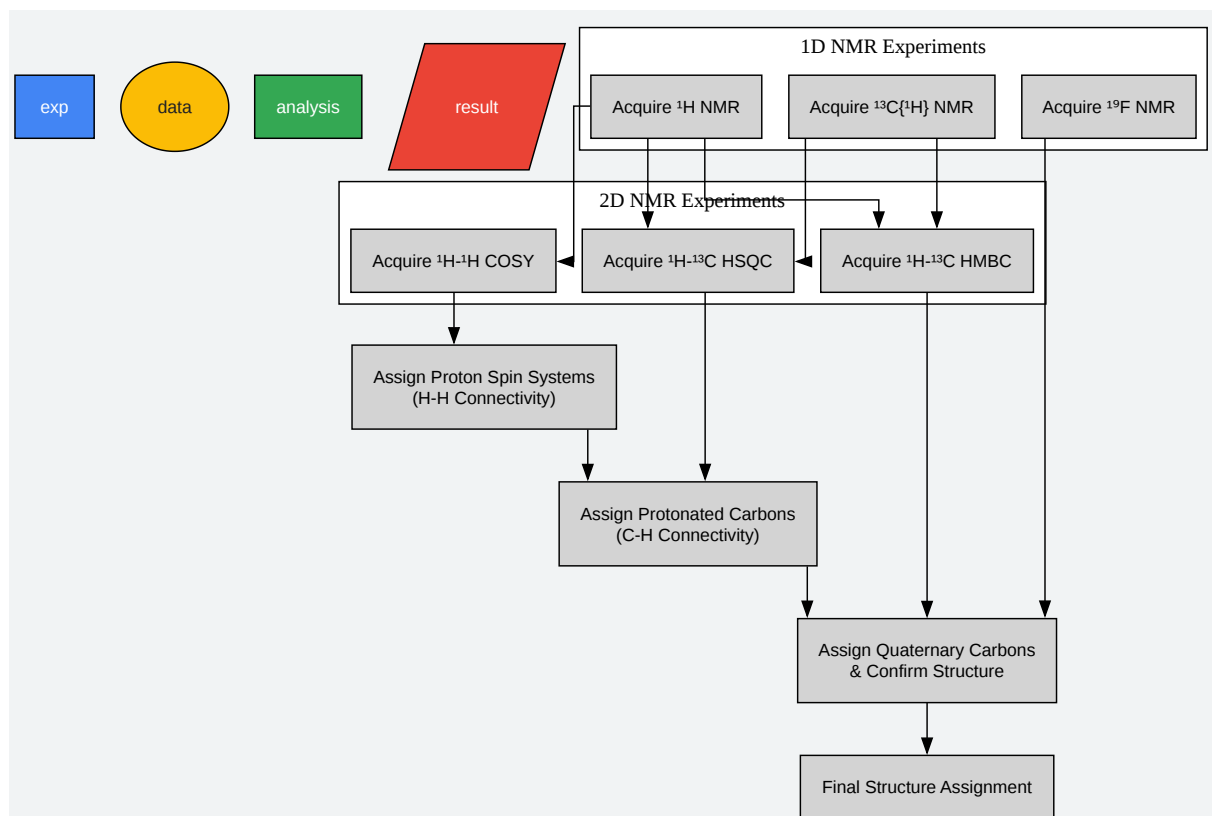 1D NMR Experiments
exp
data
analysis
result
Acquire ¹H NMR
Acquire ¹³C{¹H} NMR
Acquire ¹⁹F NMR
2D NMR Experiments
Acquire ¹H-¹H COSY
Acquire ¹H-¹³C HSQC
Acquire ¹H-¹³C HMBC
Assign Proton Spin Systems
(H-H Connectivity)
Assign Protonated Carbons
(C-H Connectivity)
Assign Quaternary Carbons
& Confirm Structure
Final Structure Assignment